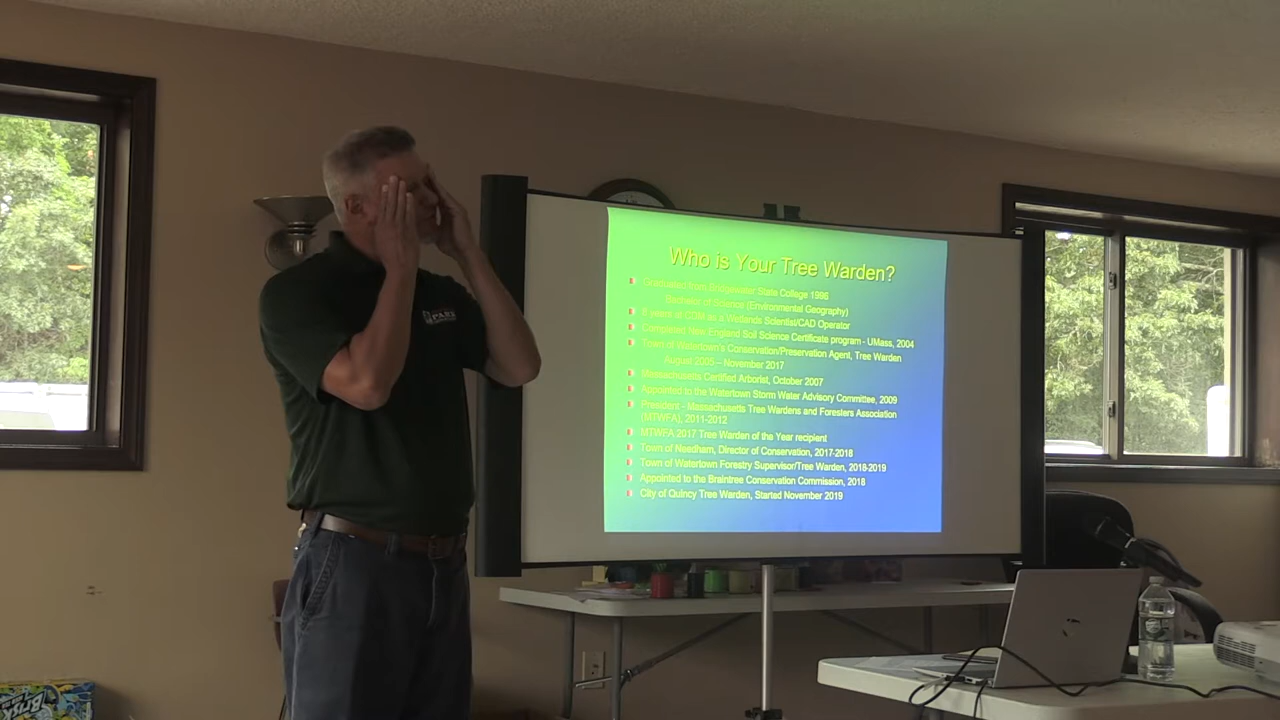 Who is Your Tree Warden?
Graduated from Bridgewater State College 1996
Bachelor of Science (Environmental Geography)
years at CDM as a Wetlands Scientist/CAD Operator
Completed New England Soil Science Certificate program - UMass, 2004
Town of Watertown's Conservation/Preservation Agent, Tree Warden
August 2005 – November 2017
Massachusetts Certified Arborist, October 2007
Appointed to the Watertown Storm Water Advisory Committee, 2009
President - Massachusetts Tree Wardens and Foresters Association
(MTWFA), 2011-2012
MTWFA 2017 Tree Warden of the Year recipient
Town of Needham, Director of Conservation, 2017-2018
Town of Watertown Forestry Supervisor/Tree Warden, 2018-2019
Appointed to the Braintree Conservation Commission, 2018
City of Quincy Tree Warden, Started November 2019
PARK
Brisk